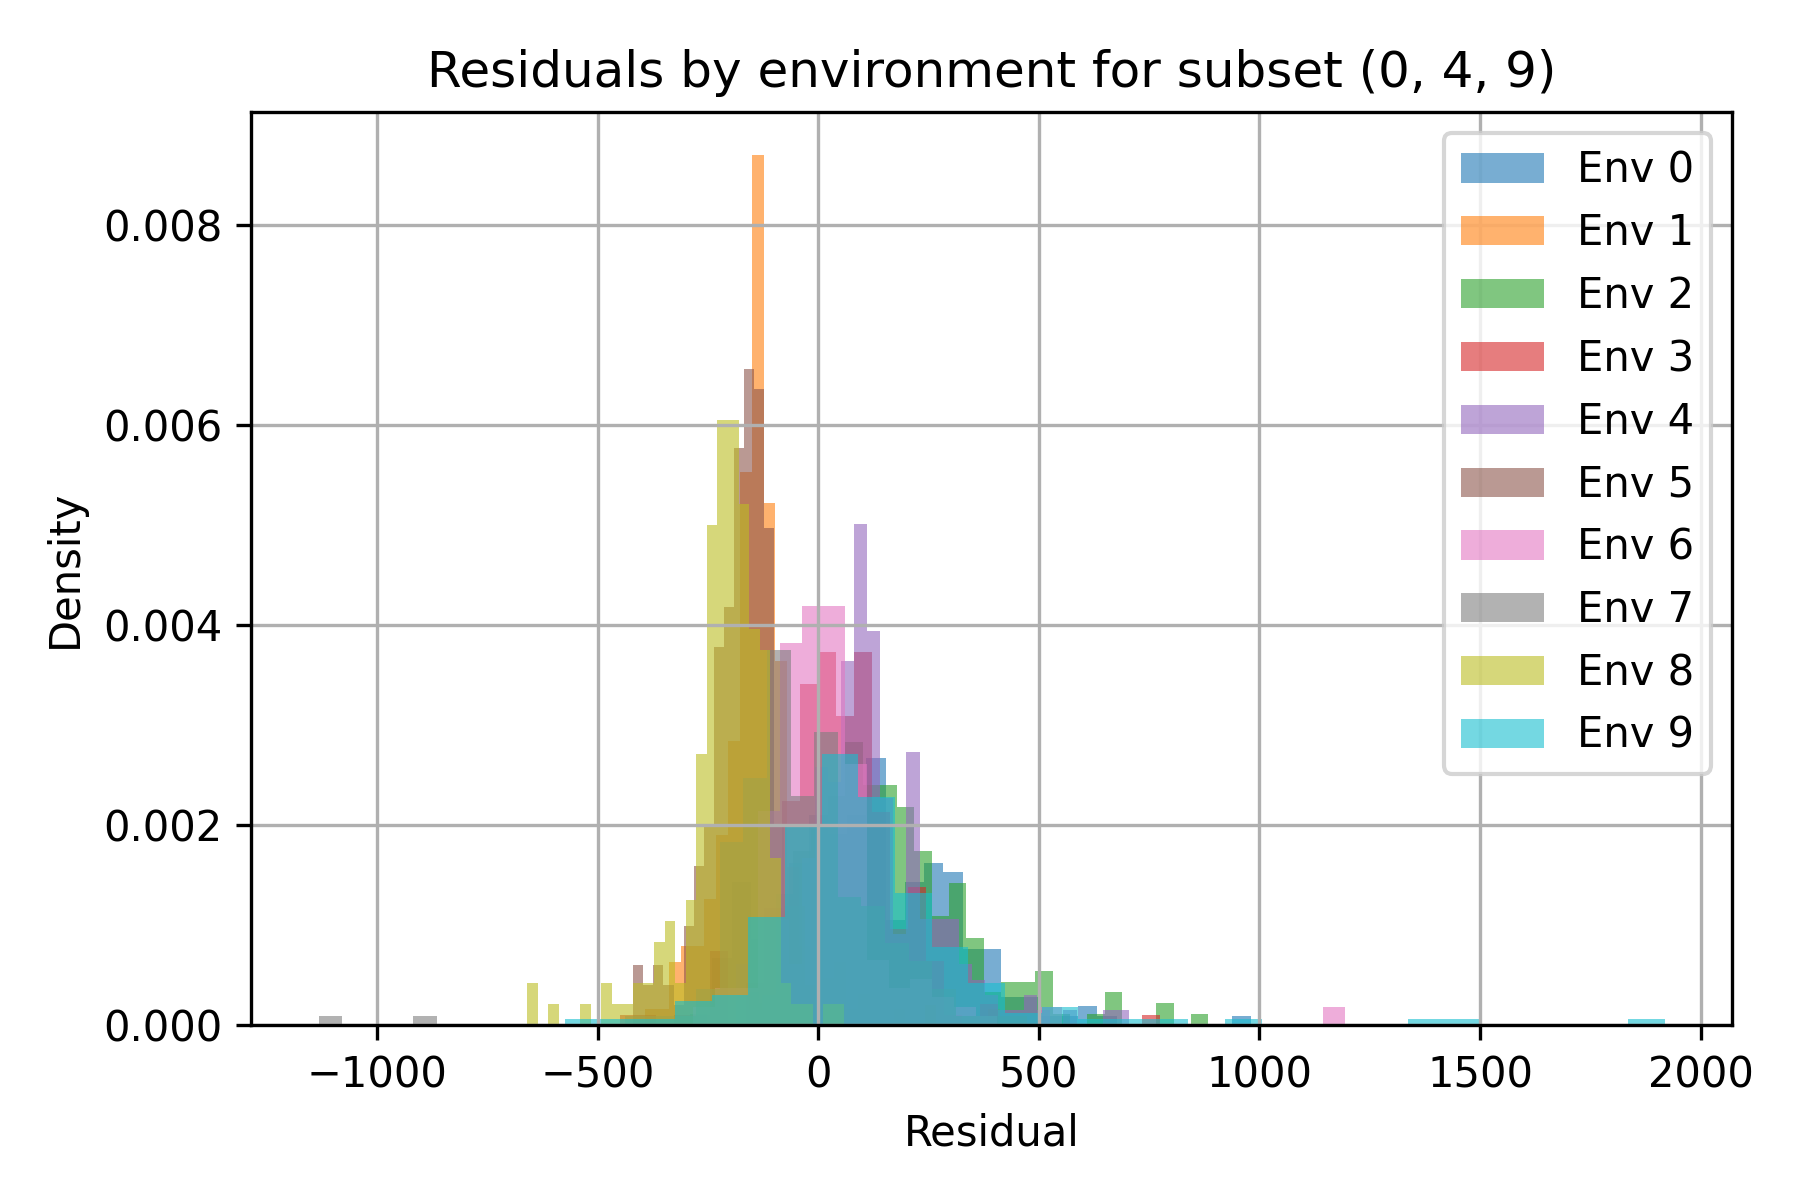 Residuals by environment for subset (0, 4, 9)
Density
0.008
0.006
0.004
0.002
0.000
−1000
−500
0
500
1000
1500
2000
Residual
Env 0
Env 1
Env 2
Env 3
Env 4
Env 5
Env 6
Env 7
Env 8
Env 9